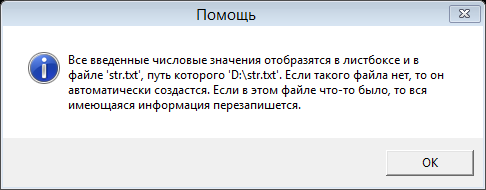 Помощь
Все введенные числовые значения отобразятся в листбоксе и в
файле 'str.txt', путь которого 'D:\str.txt'. Если такого файла нет, то он
автоматически создастся. Если в этом файле что-то было, то вся
имеющаяся информация перезапишется.
OK